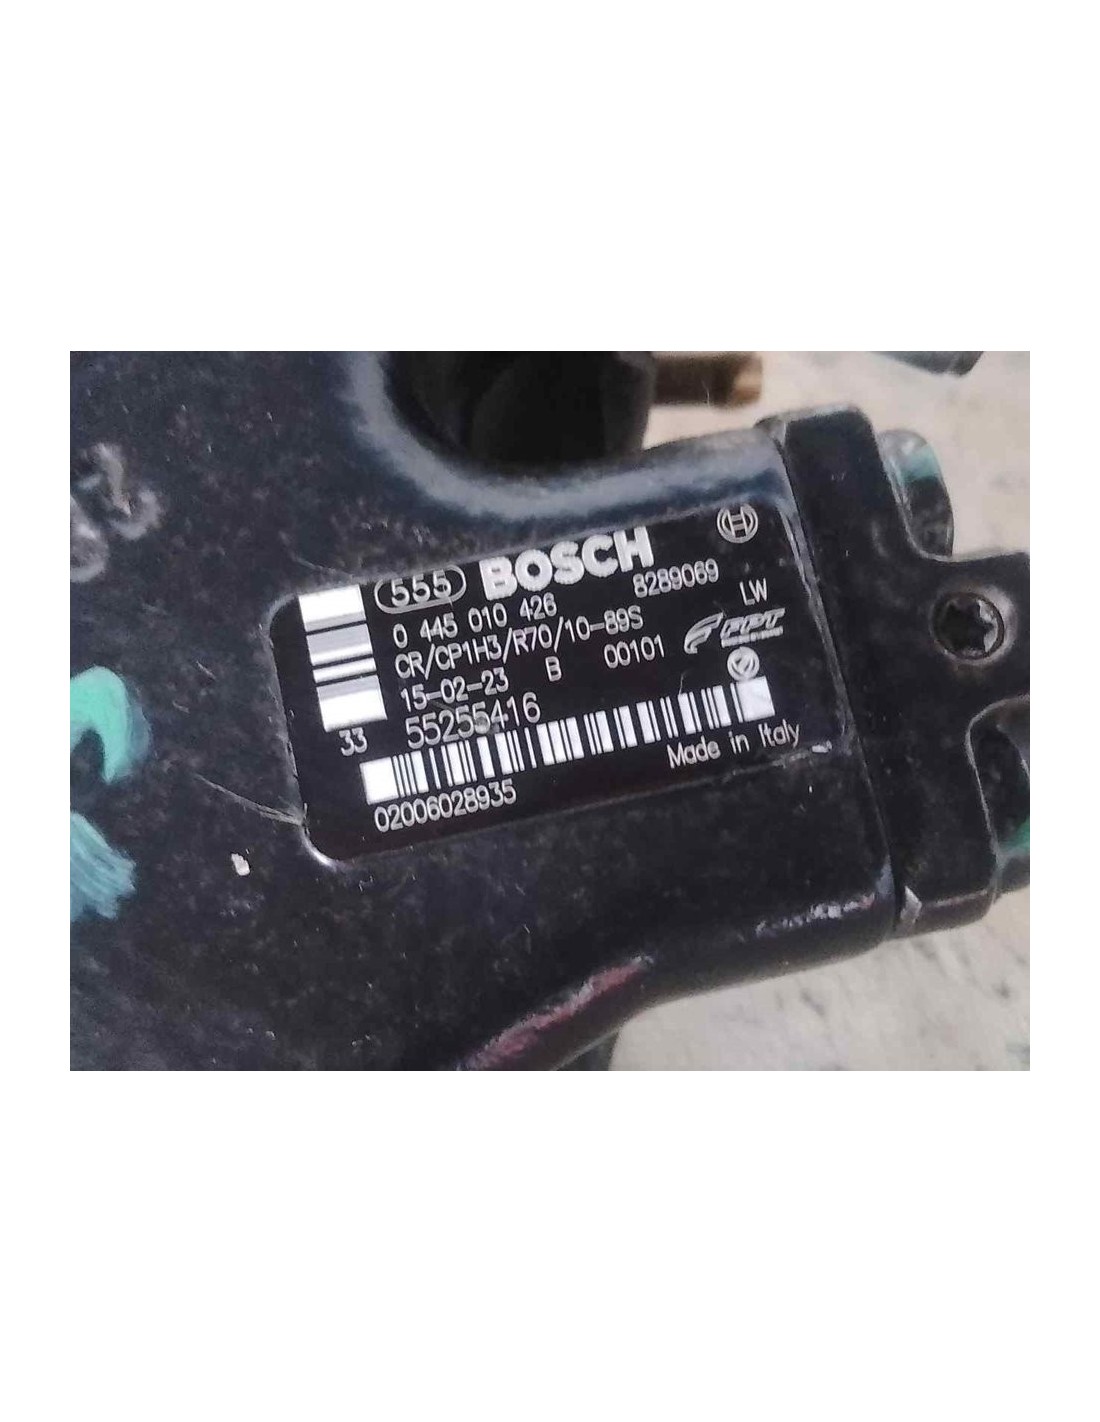 555 BOSCH
0 445 010 426 8289069
CR/CP1H3/R70/10-89S LW
15-02-23 B 00101 FPT
55255416
33
Made in Italy
02006028935